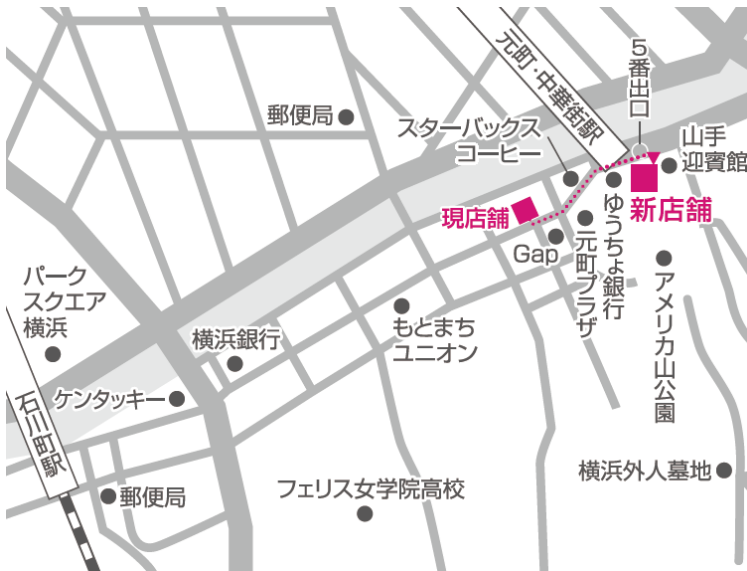 元町・中華街駅
5番出口
郵便局
スターバックス
コーヒー
山手
迎賓館
現店舗
新店舗
Gap
元町プラザ
ゆうちょ銀行
アメリカ山公園
パーク
スクエア
横浜
横浜銀行
もとまち
ユニオン
ケンタッキー
石川町駅
郵便局
フェリス女学院高校
横浜外人墓地